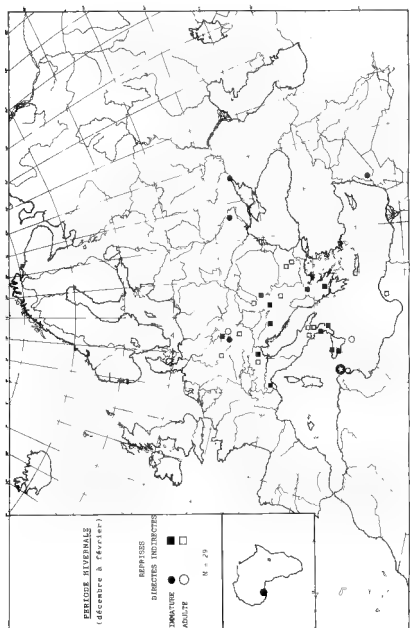 PERIODE HIVERNALE
(décembre à février)
REPRISES
DIRECTES INDIRECTES
IMMATURE
ADULTE
N = 29